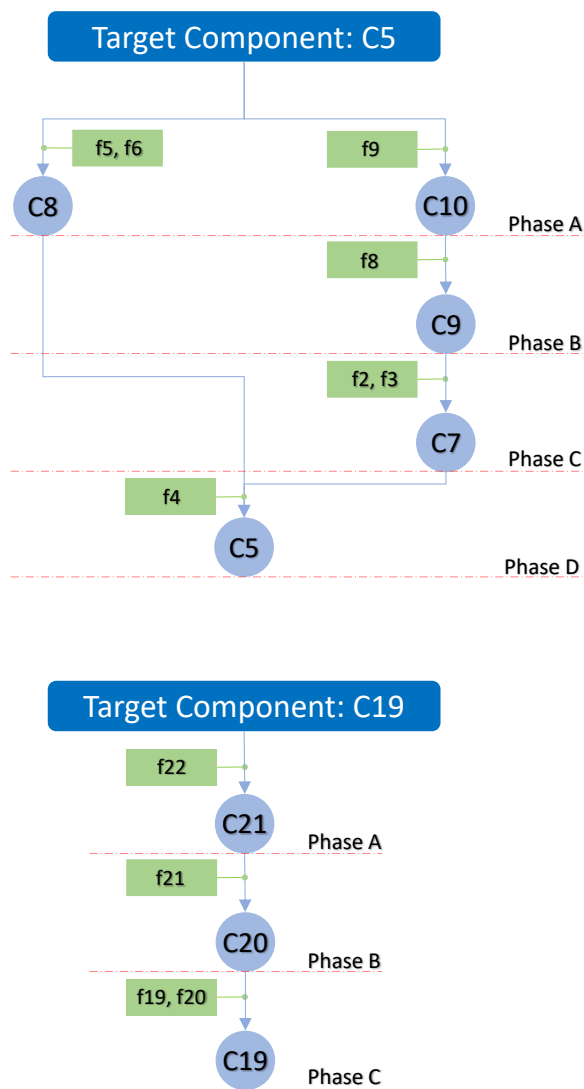 Target Component: C5
f5, f6
f9
C8
C10
Phase A
f8
C9
Phase B
f2, f3
C7
Phase C
f4
C5
Phase D
Target Component: C19
f22
C21
Phase A
f21
C20
Phase B
f19, f20
C19
Phase C